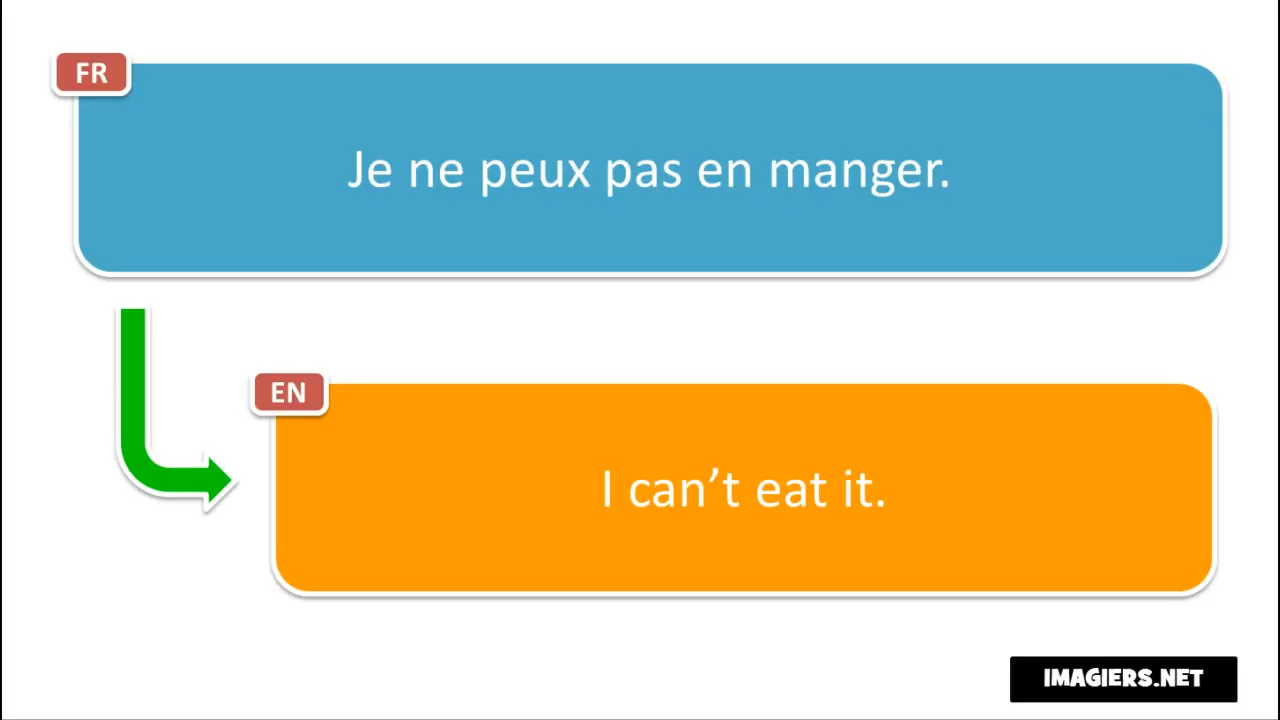 FR
Je ne peux pas en manger.
EN
I can’t eat it.
IMAGIERS.NET